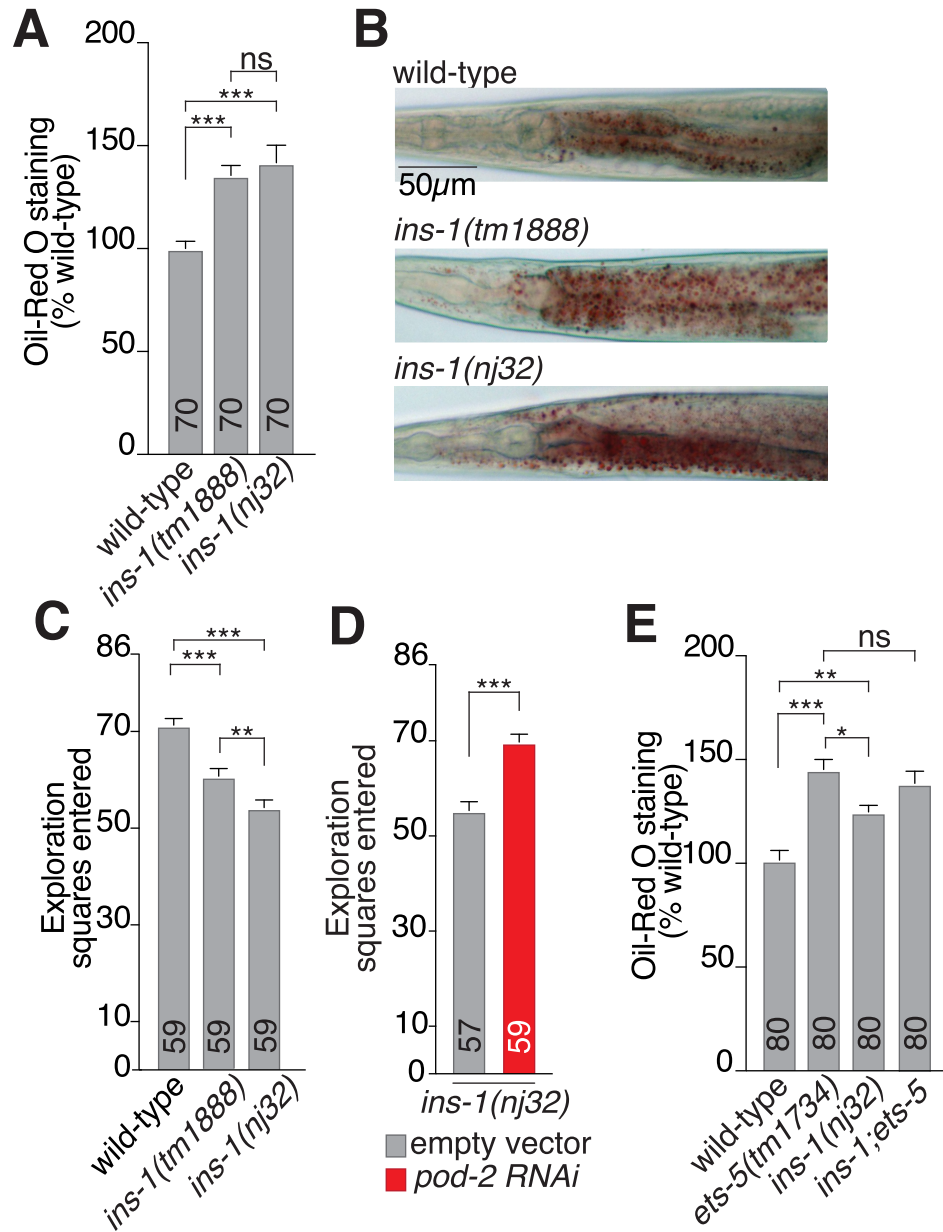 A
200
150
100
50
0
Oil-Red O staining
(% wild-type)
ns
***
***
70
70
70
wild-type
ins-1(tm1888)
ins-1(nj32)
B
wild-type
50μm
ins-1(tm1888)
ins-1(nj32)
C
86
70
50
30
10
0
Exploration
squares entered
***
***
**
59
59
59
wild-type
ins-1(tm1888)
ins-1(nj32)
D
86
70
50
30
10
0
Exploration
squares entered
***
57
59
ins-1(nj32)
empty vector
pod-2 RNAi
E
200
150
100
50
0
Oil-Red O staining
(% wild-type)
ns
**
***
*
80
80
80
80
wild-type
ets-5(tm1734)
ins-1(nj32)
ins-1;ets-5